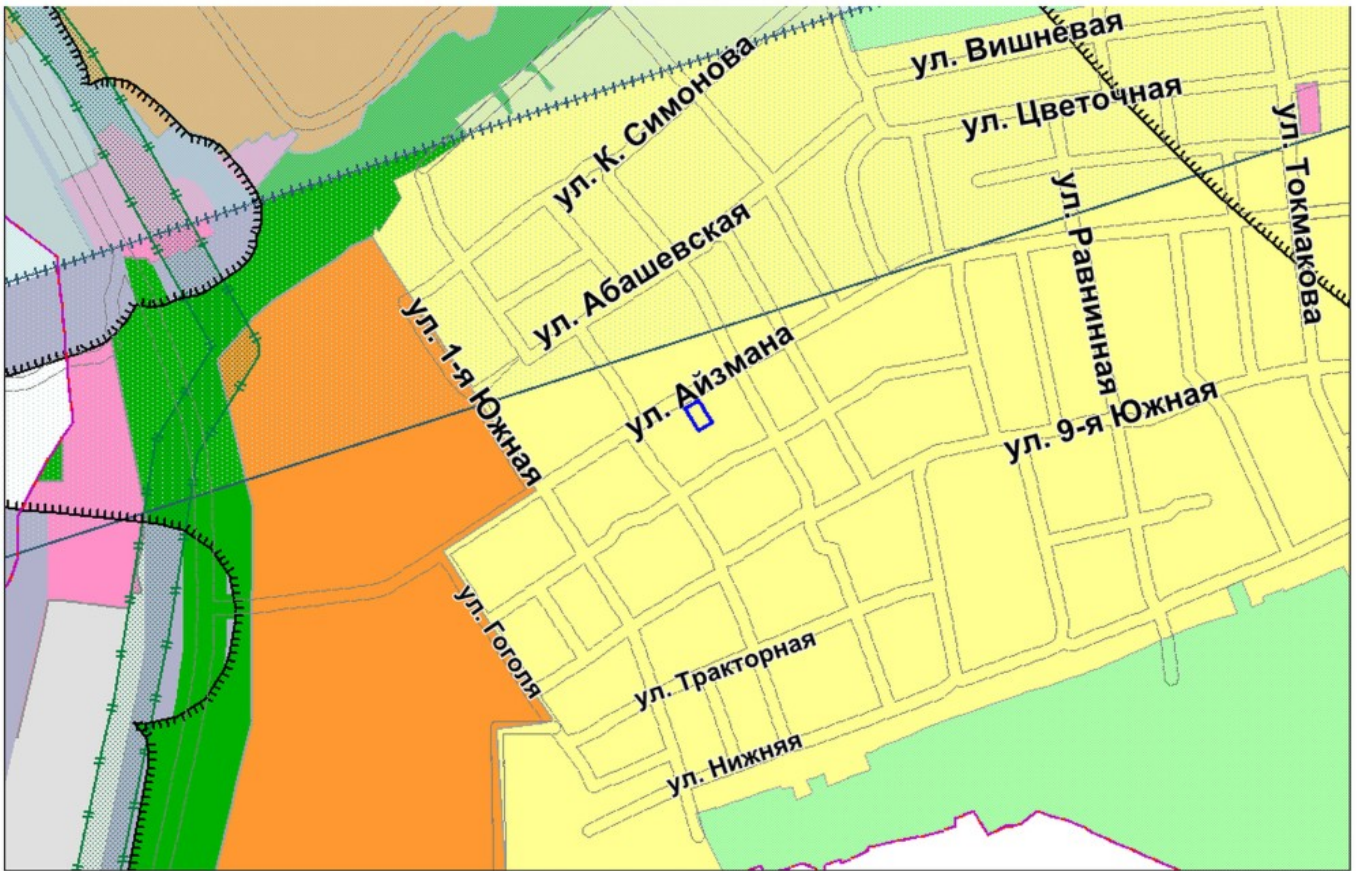 ул. Вишневая
ул. К. Симонова
ул. Цветочная
ул. Токмакова
ул. Абашевская
ул. Равнинная
ул. 1-я Южная
ул. Айзмана
ул. 9-я Южная
ул. Гоголя
ул. Тракторная
ул. Нижняя